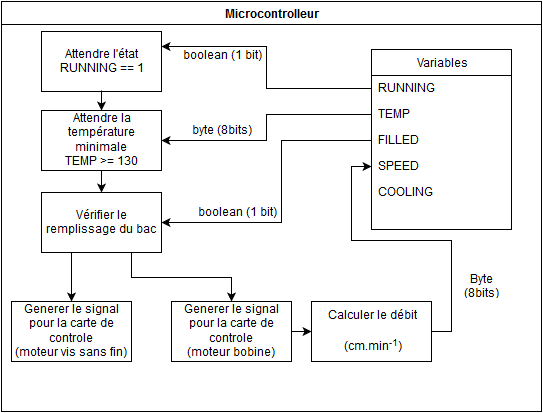 Microcontrolleur
Attendre l'état
RUNNING == 1
boolean (1 bit)
Variables
RUNNING
TEMP
FILLED
SPEED
COOLING
Attendre la
température
minimale
TEMP >= 130
byte (8bits)
Vérifier le
remplissage du bac
boolean (1 bit)
Byte
(8bits)
Generer le signal
pour la carte de
controle
(moteur vis sans fin)
Generer le signal
pour la carte de
controle
(moteur bobine)
Calculer le débit
(cm.min-1)